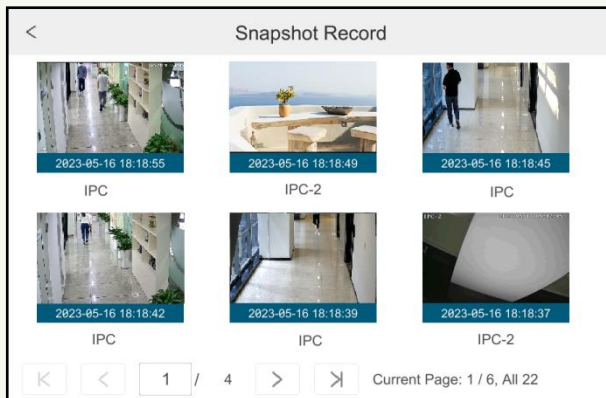 Snapshot Record
2023-05-16 18:18:55
2023-05-16 18:18:49
2023-05-16 18:18:45
IPC
IPC-2
IPC
IPC-2
2023-05-16 18:18:42
2023-05-16 18:18:39
2023-05-16 18:18:37
IPC
IPC
IPC-2
1 / 4
Current Page: 1 / 6, All 22